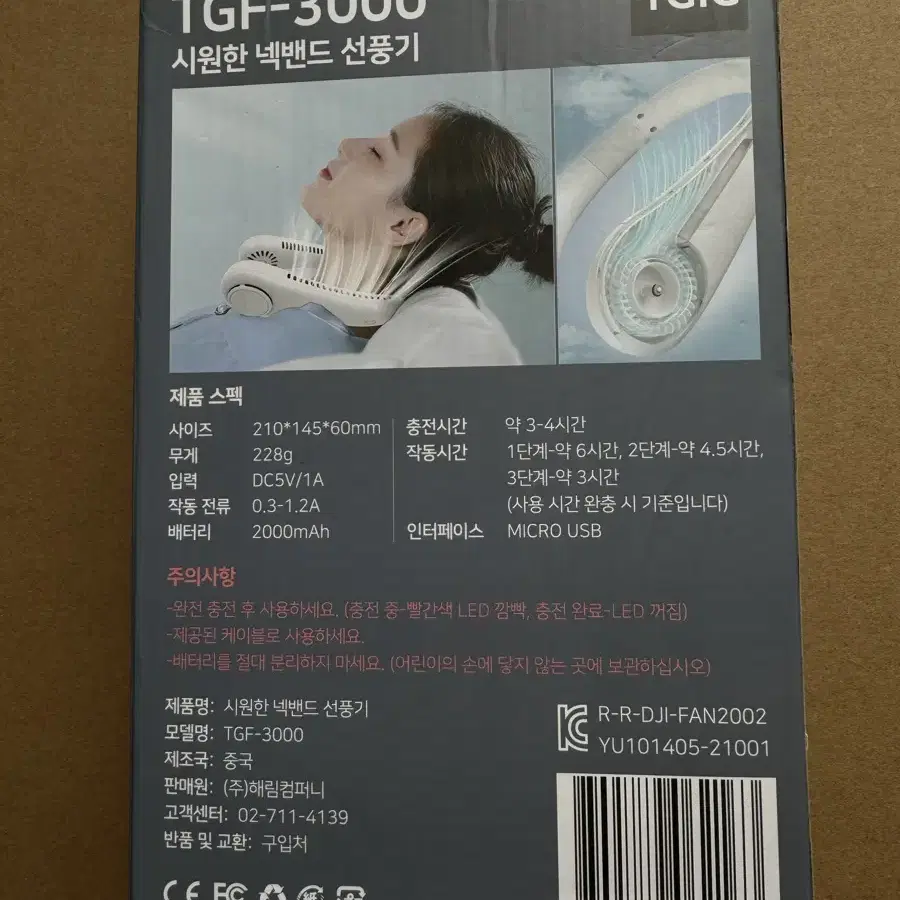 TGF-3000
시원한 넥밴드 선풍기
제품 스펙
사이즈 210*145*60mm
무게 228g
입력 DC5V/1A
작동 전류 0.3-1.2A
배터리 2000mAh
충전시간 약 3-4시간
작동시간 1단계-약 6시간, 2단계-약 4.5시간,
3단계-약 3시간
(사용 시간 완충 시 기준입니다)
인터페이스 MICRO USB
주의사항
-완전 충전 후 사용하세요. (충전 중-빨간색 LED 깜빡, 충전 완료-LED 꺼짐)
-제공된 케이블로 사용하세요.
-배터리를 절대 분리하지 마세요. (어린이의 손에 닿지 않는 곳에 보관하십시오)
제품명: 시원한 넥밴드 선풍기
모델명: TGF-3000
제조국: 중국
판매원: (주)해림컴퍼니
고객센터: 02-711-4139
반품 및 교환: 구입처
R-R-DJI-FAN2002
YU101405-21001
CE FC